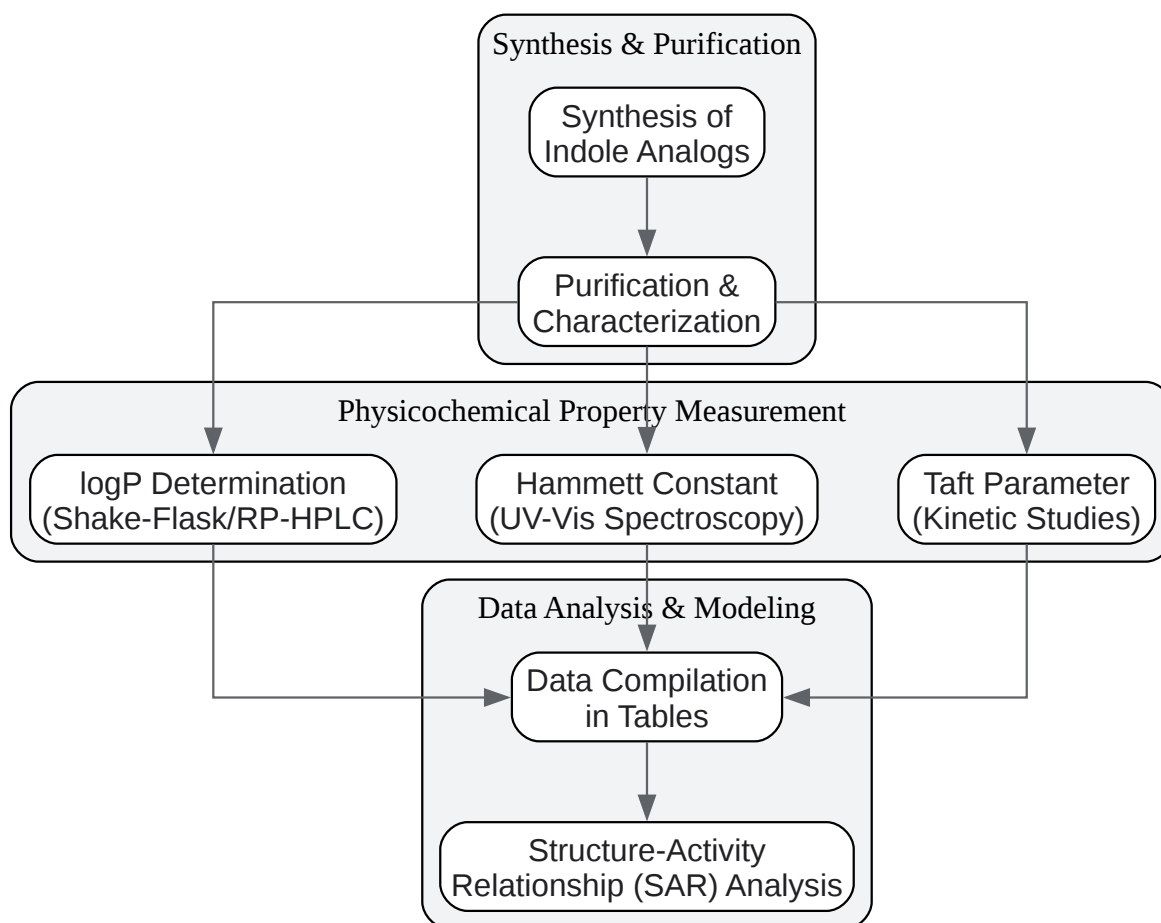 Synthesis & Purification
Synthesis of
Indole Analogs
Purification &
Characterization
Physicochemical Property Measurement
logP Determination
(Shake-Flask/RP-HPLC)
Hammett Constant
(UV-Vis Spectroscopy)
Taft Parameter
(Kinetic Studies)
Data Analysis & Modeling
Data Compilation
in Tables
Structure-Activity
Relationship (SAR) Analysis